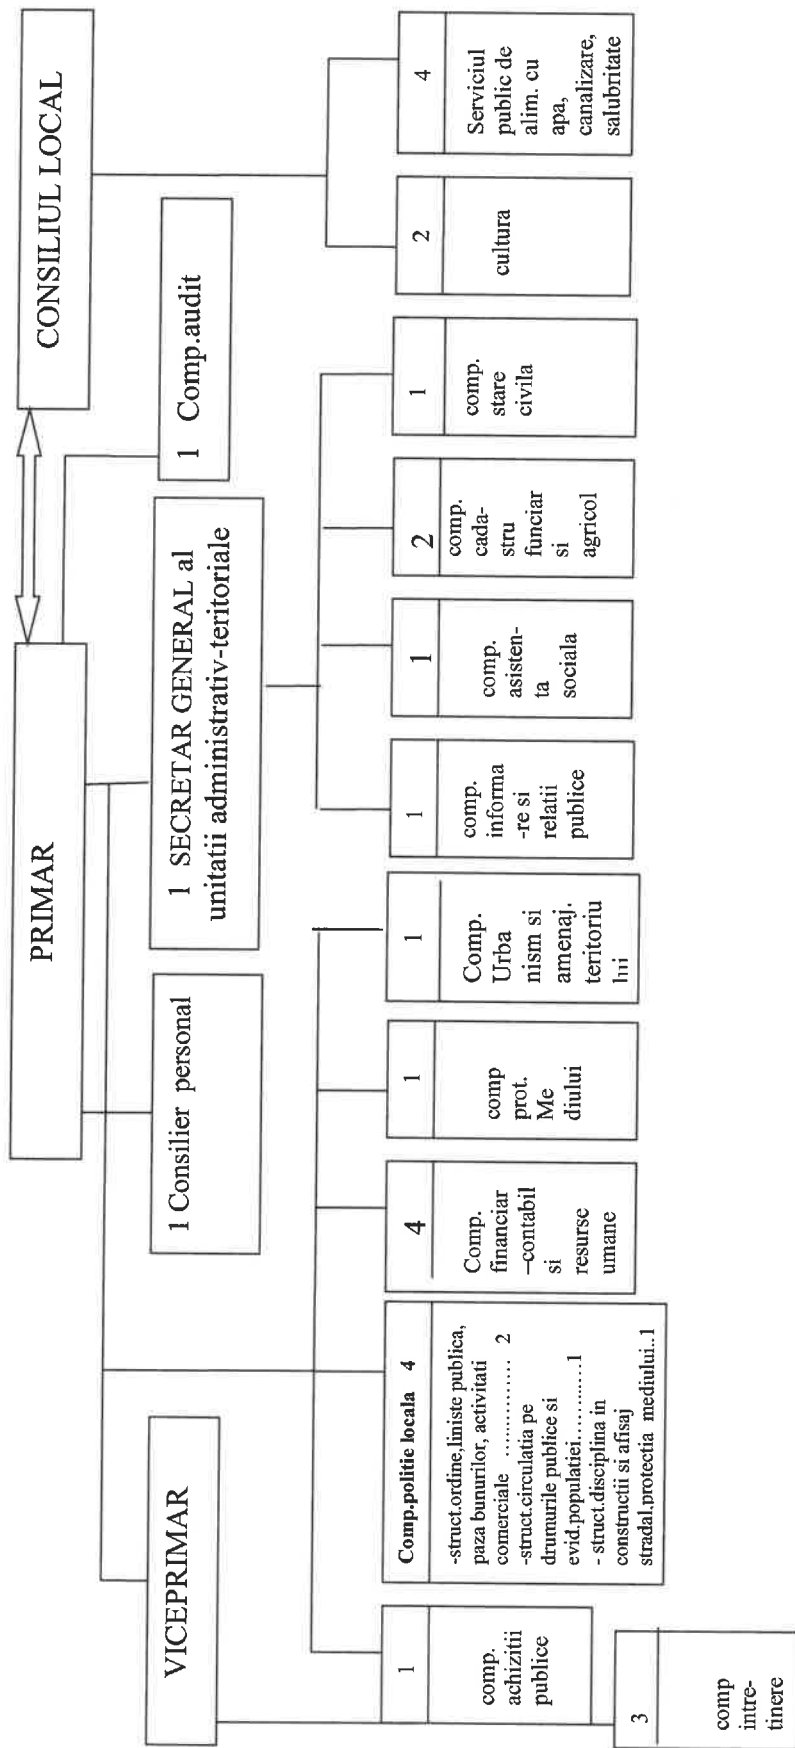 PRIMAR
CONSILIUL LOCAL
VICEPRIMAR
1 Consilier personal
1 SECRETAR GENERAL al
unitatii administrativ-teritoriale
1 Comp.audit
1
comp.
achizitii
publice
3
comp
intre-
tinere
Comp.politie locala 4
-struct.ordine,liniste publica,
paza bunurilor, activitati
comerciale ................ 2
-struct.circulatia pe
drumurile publice si
evid.populatiei............1
- struct.disciplina in
constructii si afisaj
stradal.protectia mediului..1
4
Comp.
financiar
–contabil
si
resurse
umane
1
comp
prot.
Me
diului
1
Comp.
Urba
nism si
amenaj.
teritoriu
lui
1
comp.
informa
-re si
relatii
publice
1
comp.
asisten-
ta
sociala
2
comp.
cada-
stru
funciar
si
agricol
1
comp.
stare
civila
2
cultura
4
Serviciul
public de
alim. cu
apa,
canalizare,
salubritate